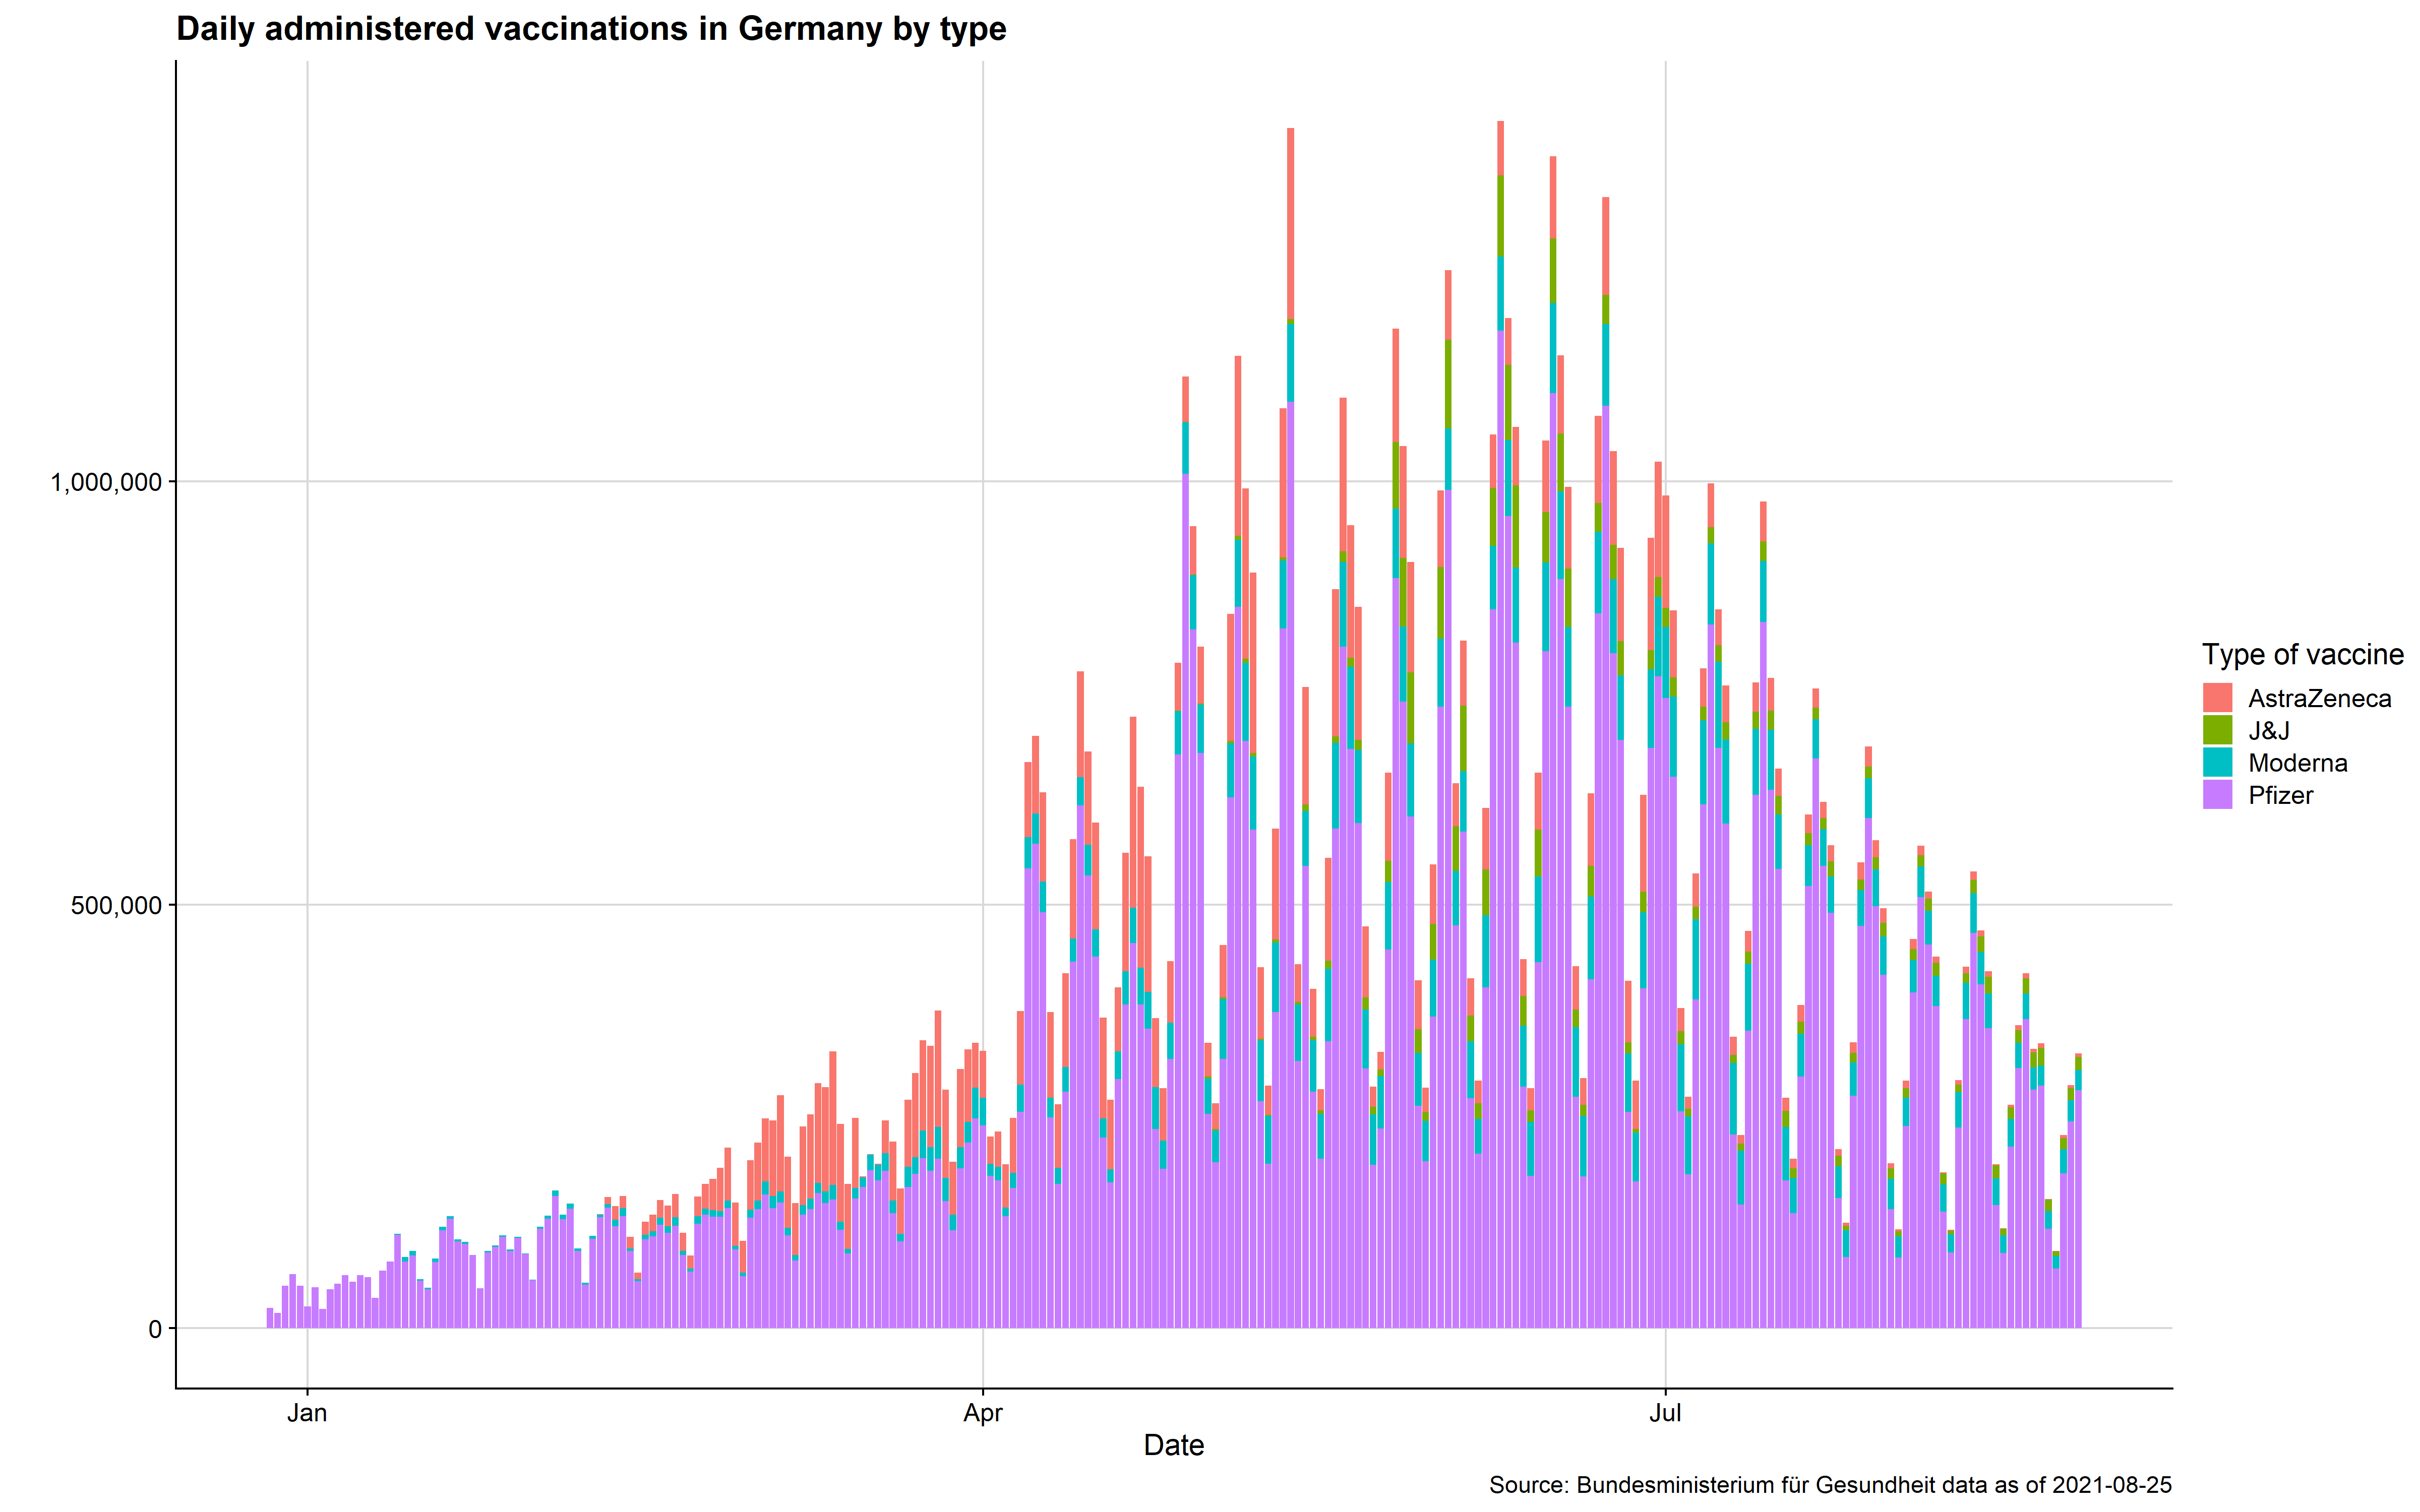 Daily administered vaccinations in Germany by type
1,000,000
500,000
0
Jan
Apr
Jul
Date
Type of vaccine
AstraZeneca
J&J
Moderna
Pfizer
Source: Bundesministerium für Gesundheit data as of 2021-08-25